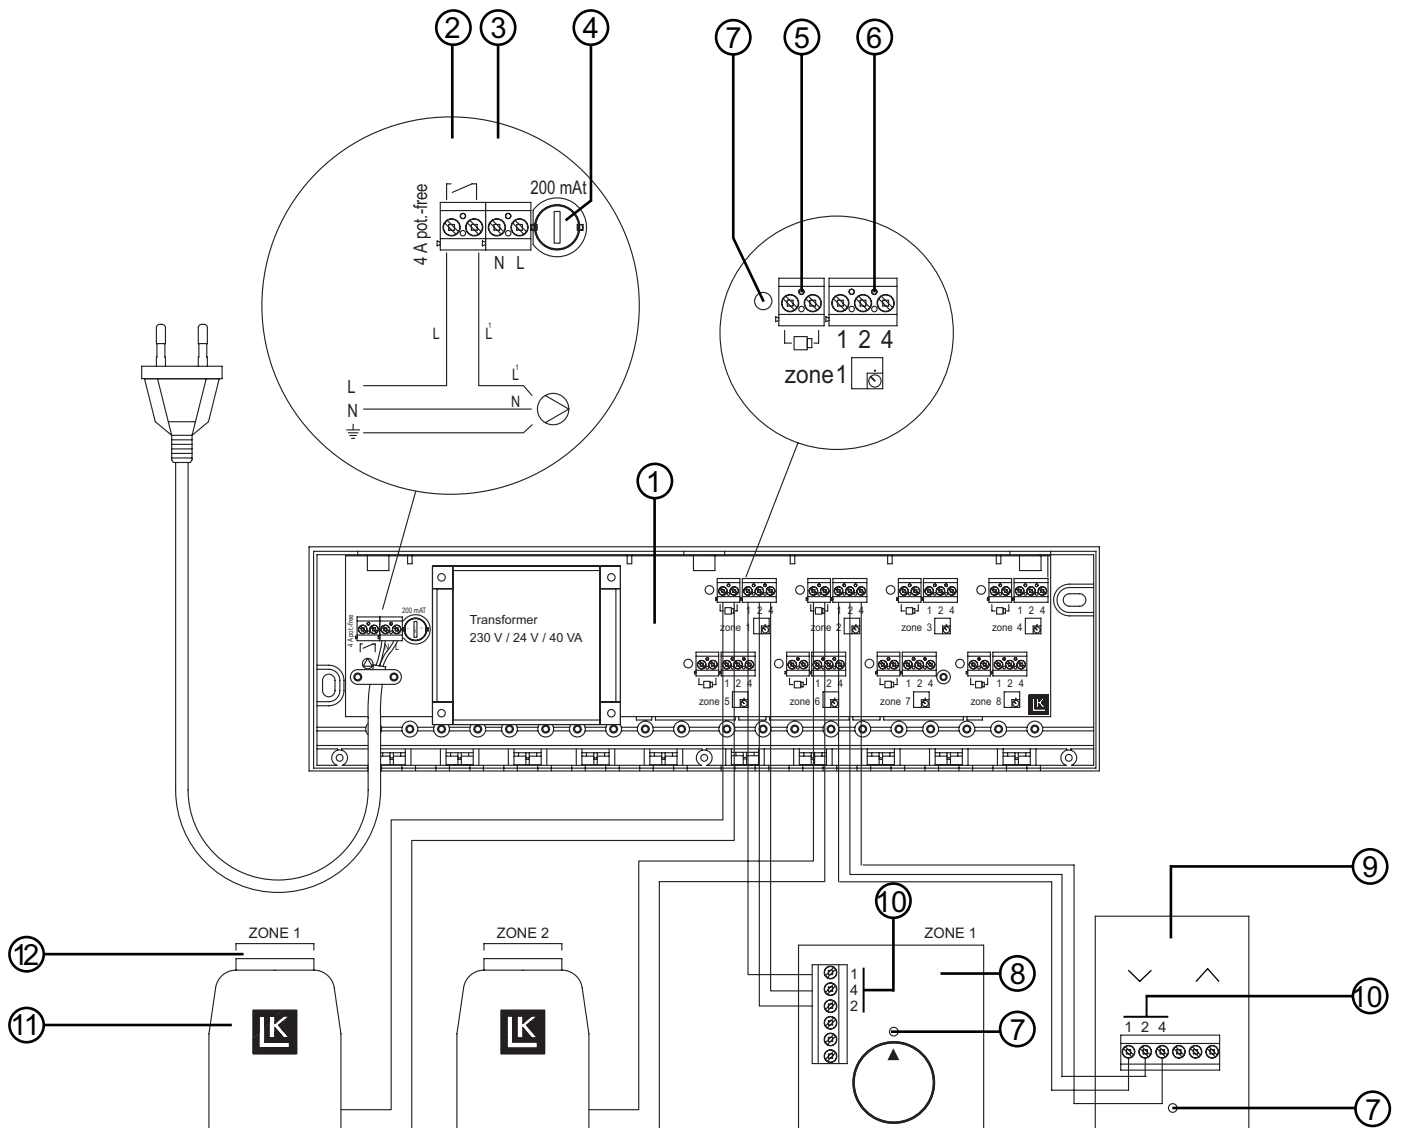 2 3 4
7 5 6
4 A pot.-free
200 mAt
N L
L L1
L L1
N N
1 2 4
zone1
1
4 A pot.-free
200 mAT
N L
Transformer
230 V / 24 V / 40 VA
1 2 4
zone 1
1 2 4
zone 2
1 2 4
zone 3
1 2 4
zone 4
1 2 4
zone 5
1 2 4
zone 6
1 2 4
zone 7
1 2 4
zone 8
LK
9
10
12
ZONE 1
ZONE 2
ZONE 1
8
1
4
2
10
11
LK
LK
7
1 2 4
7